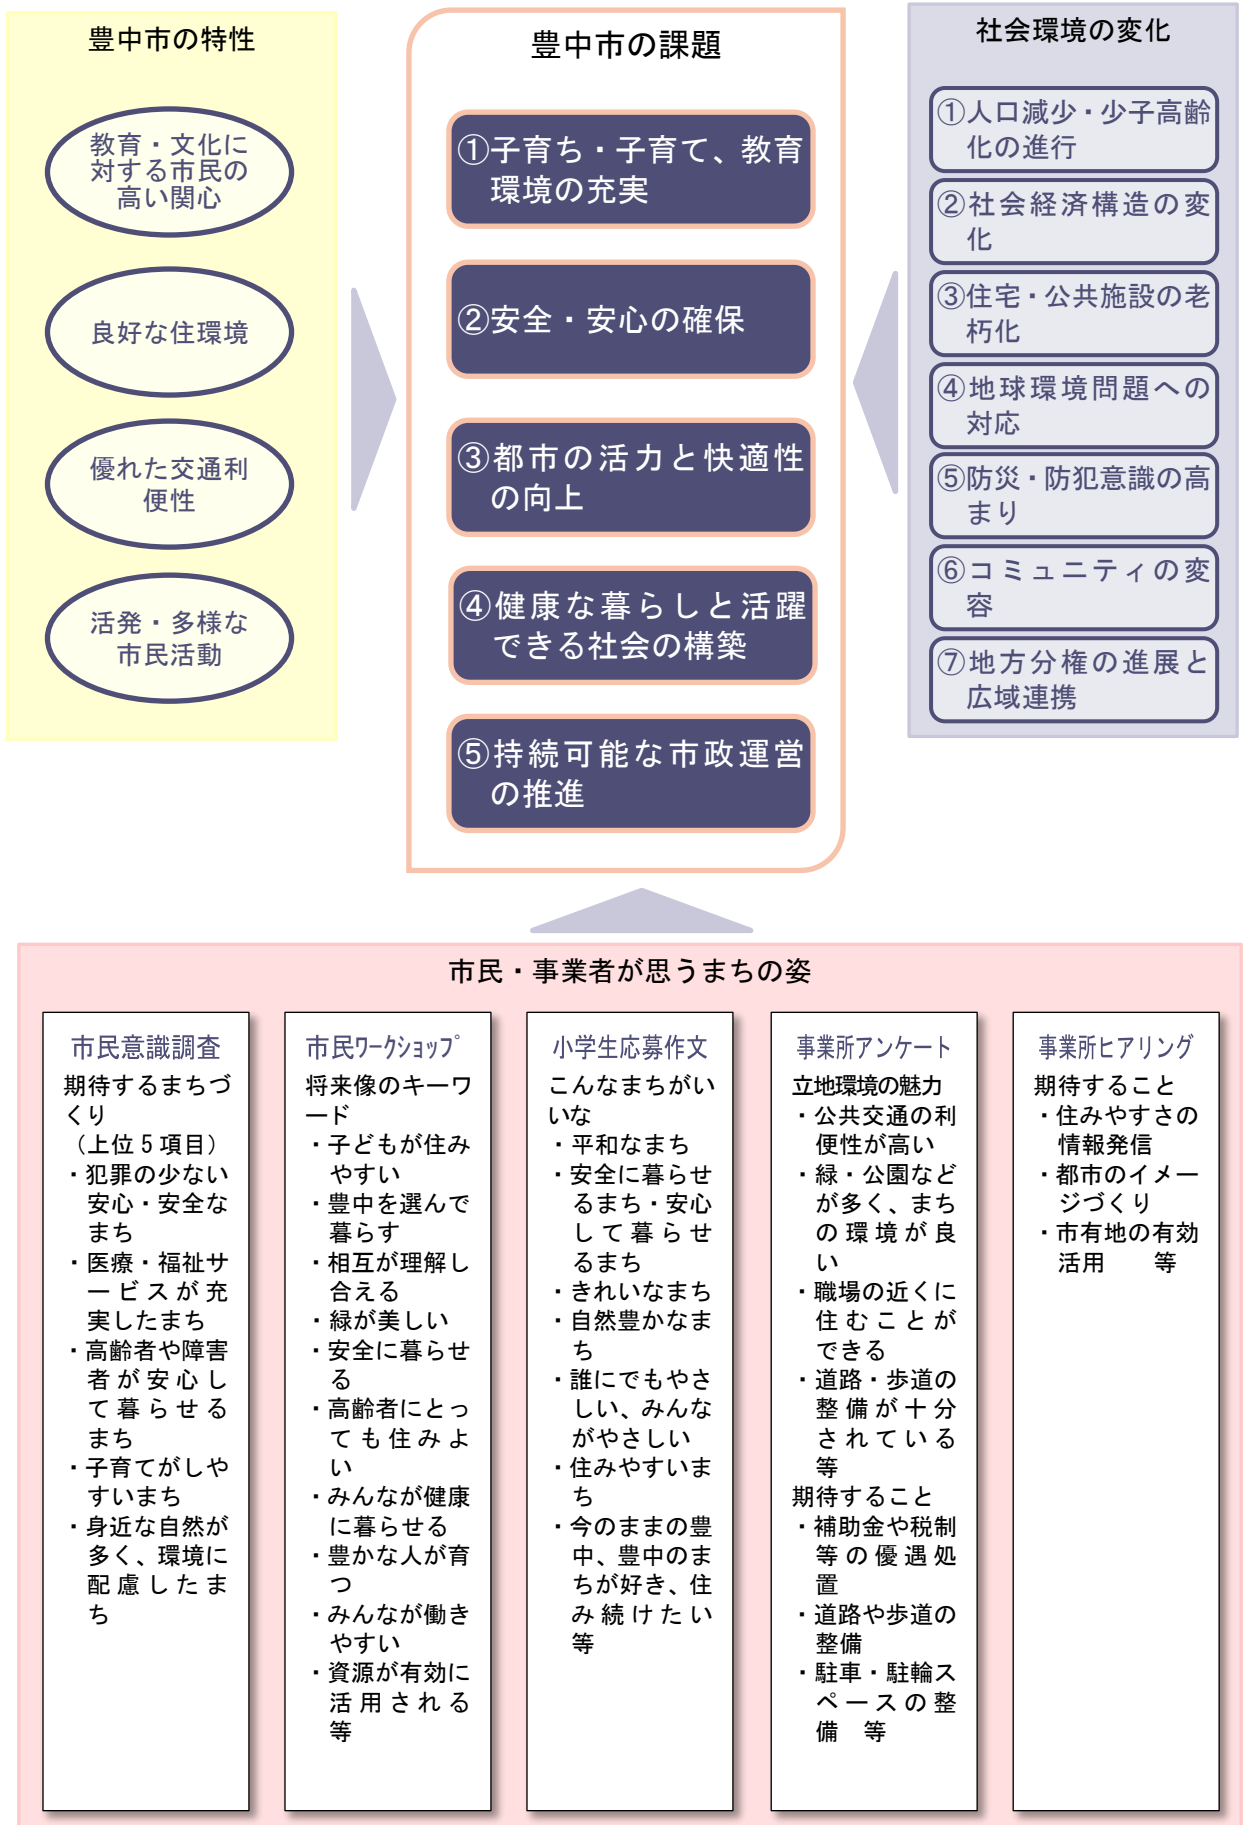 豊中市の特性
教育・文化に
対する市民の
高い関心
良好な住環境
優れた交通利
便性
活発・多様な
市民活動
豊中市の課題
①子育ち・子育て、教育
環境の充実
②安全・安心の確保
③都市の活力と快適性
の向上
④健康な暮らしと活躍
できる社会の構築
⑤持続可能な市政運営
の推進
社会環境の変化
①人口減少・少子高齢
化の進行
②社会経済構造の変
化
③住宅・公共施設の老
朽化
④地球環境問題への
対応
⑤防災・防犯意識の高
まり
⑥コミュニティの変
容
⑦地方分権の進展と
広域連携
市民・事業者が思うまちの姿
市民意識調査
期待するまちづ
くり
（上位５項目）
・犯罪の少ない
安心・安全な
まち
・医療・福祉サ
ービスが充
実したまち
・高齢者や障害
者が安心し
て暮らせる
まち
・子育てがしや
すいまち
・身近な自然が
多く、環境に
配慮したま
ち
市民ﾜｰｸｼｮｯﾌﾟ
将来像のキーワ
ード
・子どもが住み
やすい
・豊中を選んで
暮らす
・相互が理解し
合える
・緑が美しい
・安全に暮らせ
る
・高齢者にとっ
ても住みよ
い
・みんなが健康
に暮らせる
・豊かな人が育
つ
・みんなが働き
やすい
・資源が有効に
活用される
等
小学生応募作文
こんなまちがい
いな
・平和なまち
・安全に暮らせ
るまち・安心
して暮らせ
るまち
・きれいなまち
・自然豊かなま
ち
・誰にでもやさ
しい、みんな
がやさしい
・住みやすいま
ち
・今のままの豊
中、豊中のま
ちが好き、住
み続けたい
等
事業所アンケート
立地環境の魅力
・公共交通の利
便性が高い
・緑・公園など
が多く、まち
の環境が良
い
・職場の近くに
住むことが
できる
・道路・歩道の
整備が十分
されている
等
期待すること
・補助金や税制
等の優遇処
置
・道路や歩道の
整備
・駐車・駐輪ス
ペースの整
備　等
事業所ヒアリング
期待すること
・住みやすさの
情報発信
・都市のイメー
ジづくり
・市有地の有効
活用　　等